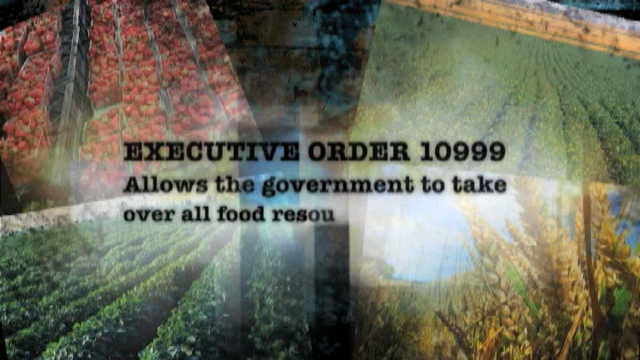 EXECUTIVE ORDER 10999
Allows the government to take
over all food resou